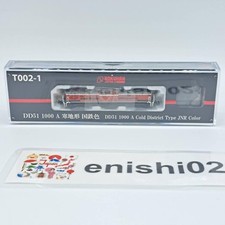 T002-1
DD51 1000 A 寒地形 国鉄色 DD51 1000 A Cold District Type JNR Color
enishi02